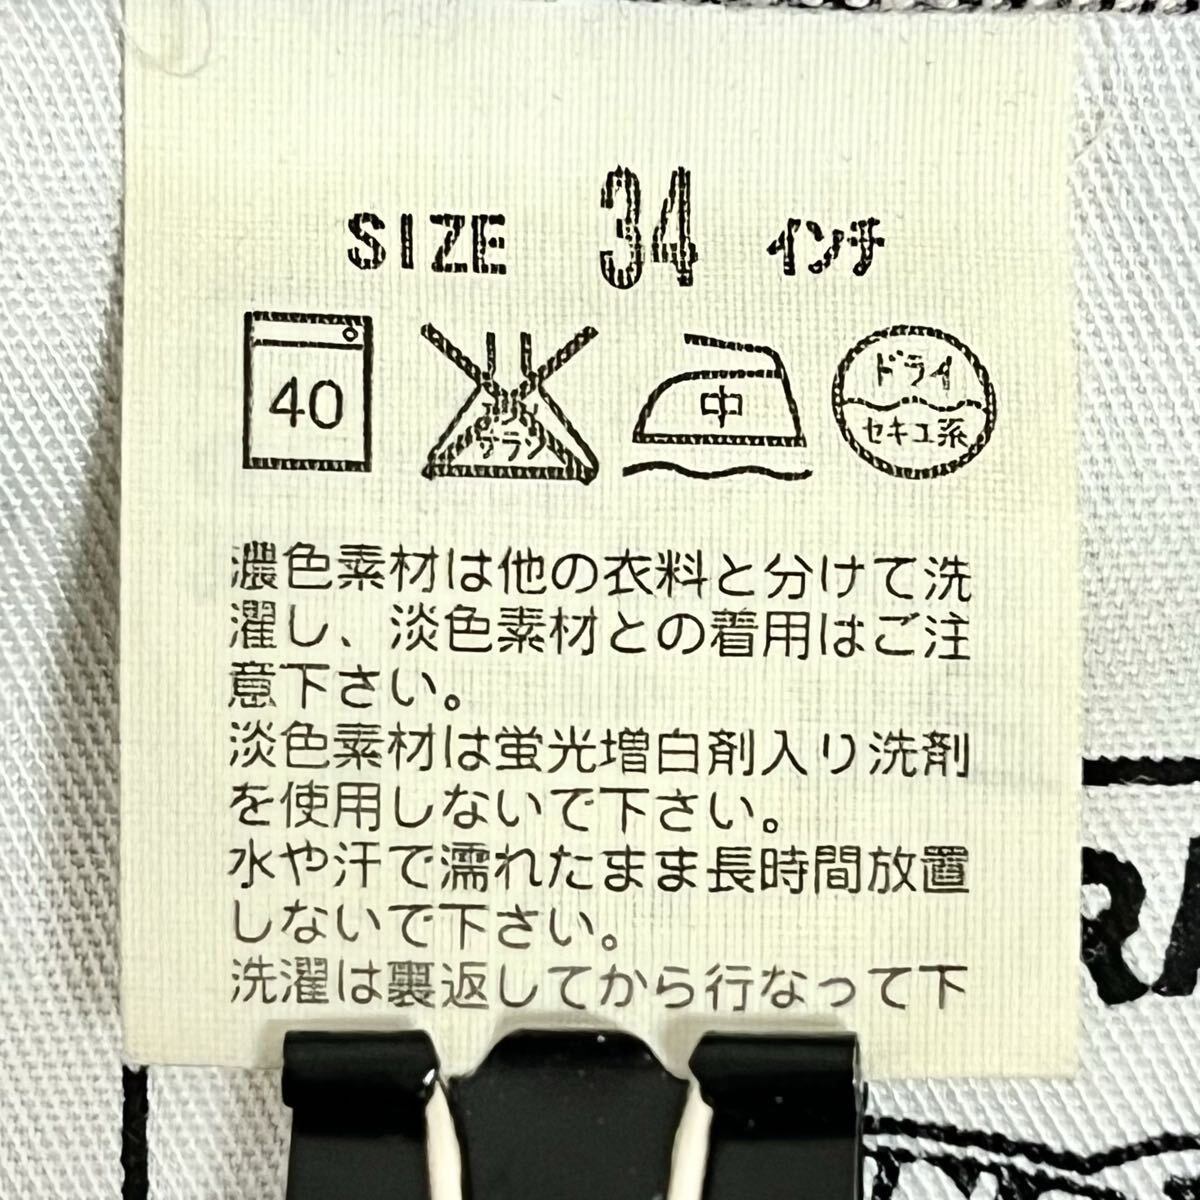 SIZE 34 インチ
40 中 ドライ
サラシ セキユ系
濃色素材は他の衣料と分けて洗
濯し、淡色素材との着用はご注
意下さい。
淡色素材は蛍光増白剤入り洗剤
を使用しないで下さい。
水や汗で濡れたまま長時間放置
しないで下さい。
洗濯は裏返してから行なって下